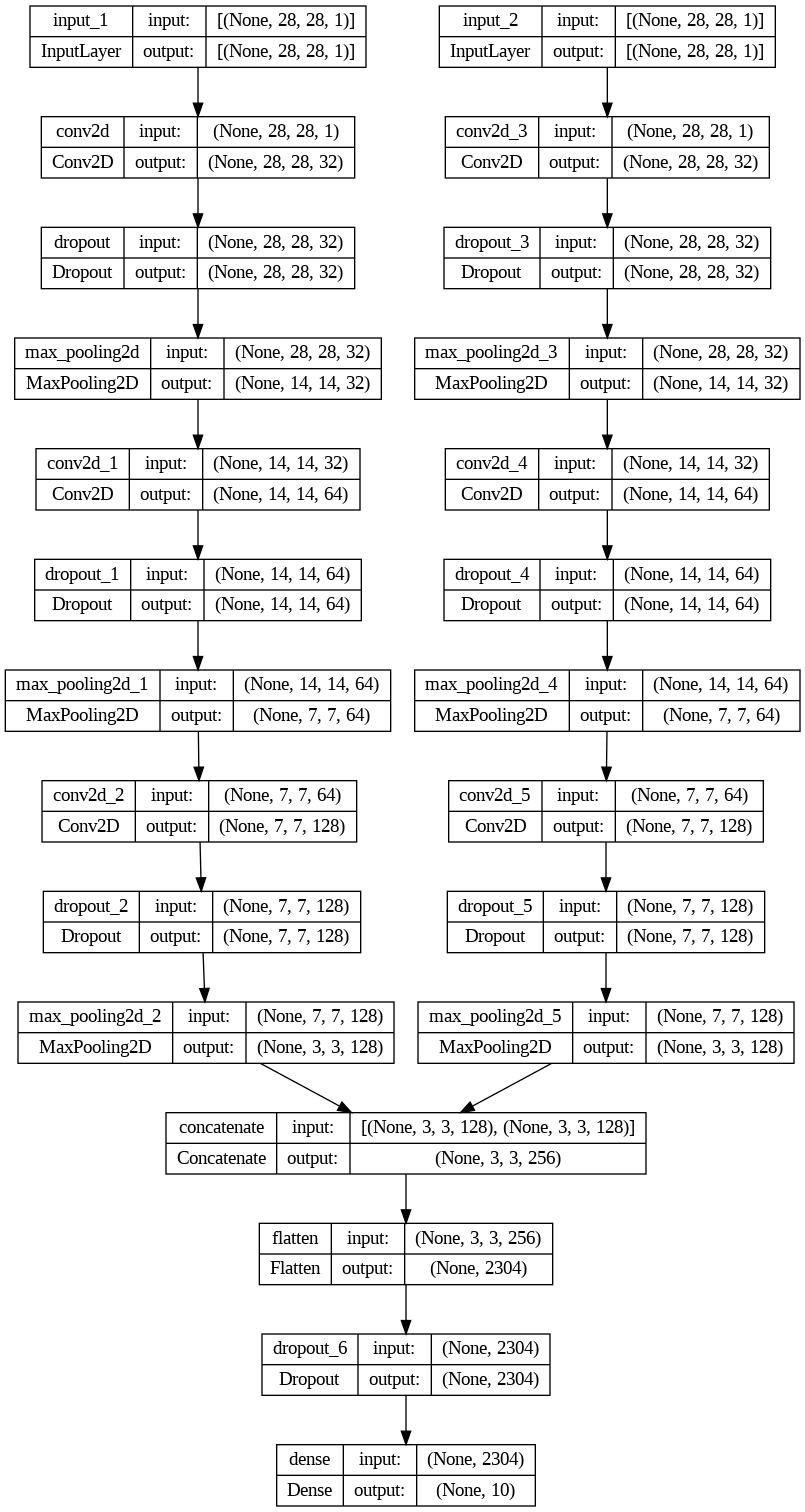 input_1 input: [(None, 28, 28, 1)]
InputLayer output: [(None, 28, 28, 1)]
input_2 input: [(None, 28, 28, 1)]
InputLayer output: [(None, 28, 28, 1)]
conv2d input: (None, 28, 28, 1)
Conv2D output: (None, 28, 28, 32)
conv2d_3 input: (None, 28, 28, 1)
Conv2D output: (None, 28, 28, 32)
dropout input: (None, 28, 28, 32)
Dropout output: (None, 28, 28, 32)
dropout_3 input: (None, 28, 28, 32)
Dropout output: (None, 28, 28, 32)
max_pooling2d input: (None, 28, 28, 32)
MaxPooling2D output: (None, 14, 14, 32)
max_pooling2d_3 input: (None, 28, 28, 32)
MaxPooling2D output: (None, 14, 14, 32)
conv2d_1 input: (None, 14, 14, 32)
Conv2D output: (None, 14, 14, 64)
conv2d_4 input: (None, 14, 14, 32)
Conv2D output: (None, 14, 14, 64)
dropout_1 input: (None, 14, 14, 64)
Dropout output: (None, 14, 14, 64)
dropout_4 input: (None, 14, 14, 64)
Dropout output: (None, 14, 14, 64)
max_pooling2d_1 input: (None, 14, 14, 64)
MaxPooling2D output: (None, 7, 7, 64)
max_pooling2d_4 input: (None, 14, 14, 64)
MaxPooling2D output: (None, 7, 7, 64)
conv2d_2 input: (None, 7, 7, 64)
Conv2D output: (None, 7, 7, 128)
conv2d_5 input: (None, 7, 7, 64)
Conv2D output: (None, 7, 7, 128)
dropout_2 input: (None, 7, 7, 128)
Dropout output: (None, 7, 7, 128)
dropout_5 input: (None, 7, 7, 128)
Dropout output: (None, 7, 7, 128)
max_pooling2d_2 input: (None, 7, 7, 128)
MaxPooling2D output: (None, 3, 3, 128)
max_pooling2d_5 input: (None, 7, 7, 128)
MaxPooling2D output: (None, 3, 3, 128)
concatenate input: [(None, 3, 3, 128), (None, 3, 3, 128)]
Concatenate output: (None, 3, 3, 256)
flatten input: (None, 3, 3, 256)
Flatten output: (None, 2304)
dropout_6 input: (None, 2304)
Dropout output: (None, 2304)
dense input: (None, 2304)
Dense output: (None, 10)